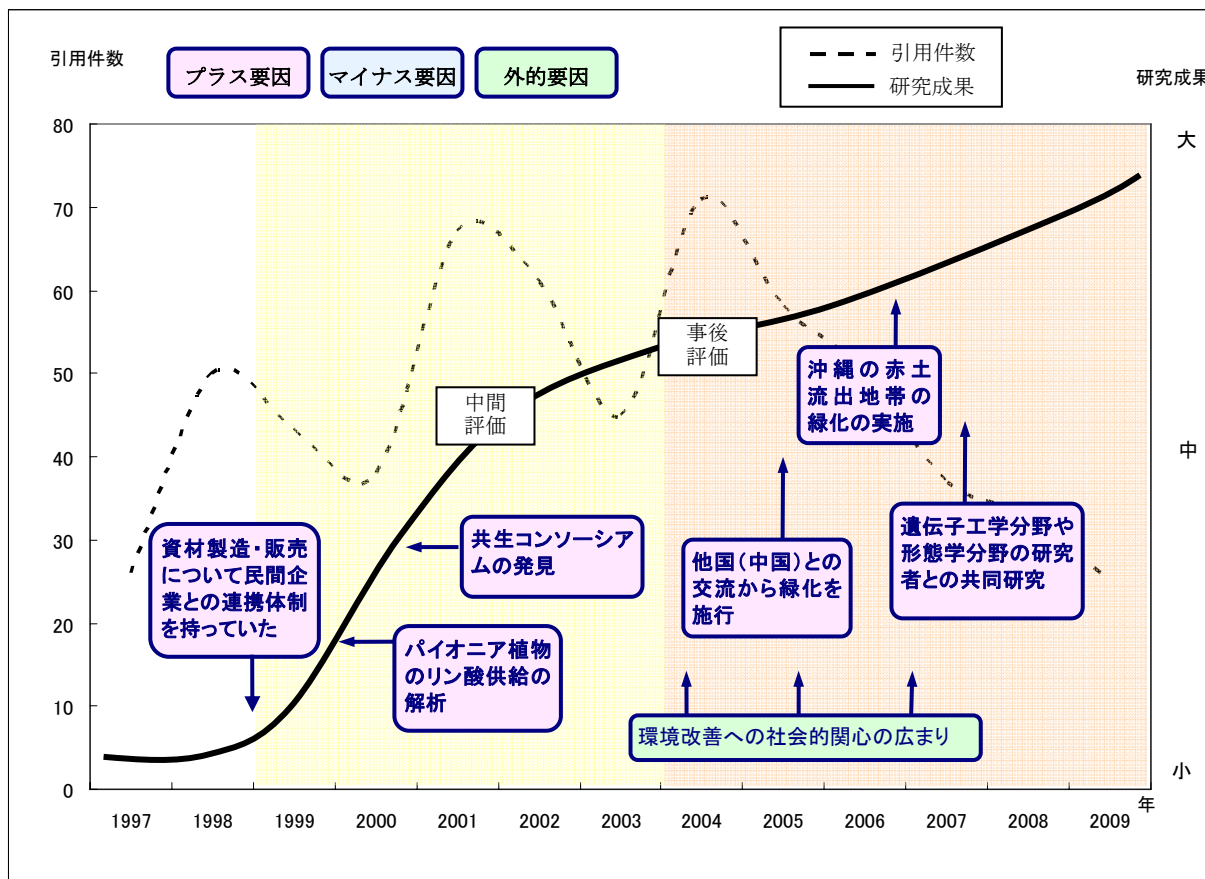 引用件数
プラス要因
マイナス要因
外的要因
引用件数
研究成果
研究成果
80
70
60
50
40
30
20
10
0
大
中
小
中間
評価
事後
評価
沖縄の赤土
流出地帯の
緑化の実施
資材製造・販売
について民間企
業との連携体制
を持っていた
共生コンソーシア
ムの発見
パイオニア植物
のリン酸供給の
解析
他国(中国)との
交流から緑化を
施行
遺伝子工学分野や
形態学分野の研究
者との共同研究
環境改善への社会的関心の広まり
年
1997 1998 1999 2000 2001 2002 2003 2004 2005 2006 2007 2008 2009